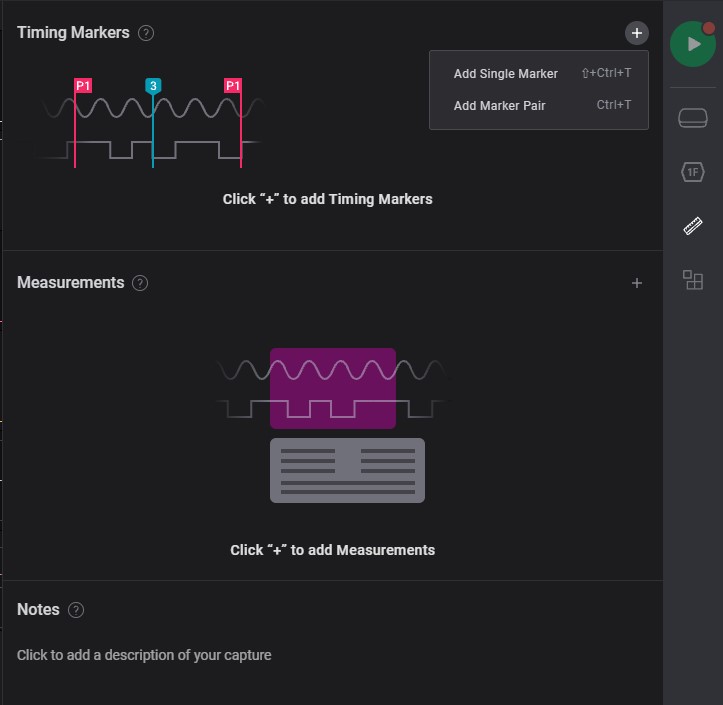 Timing Markers ?
+
Add Single Marker ⇧+Ctrl+T
Add Marker Pair Ctrl+T
P1 3 P1
1F
Click “+” to add Timing Markers
Measurements ?
+
Click “+” to add Measurements
Notes ?
Click to add a description of your capture